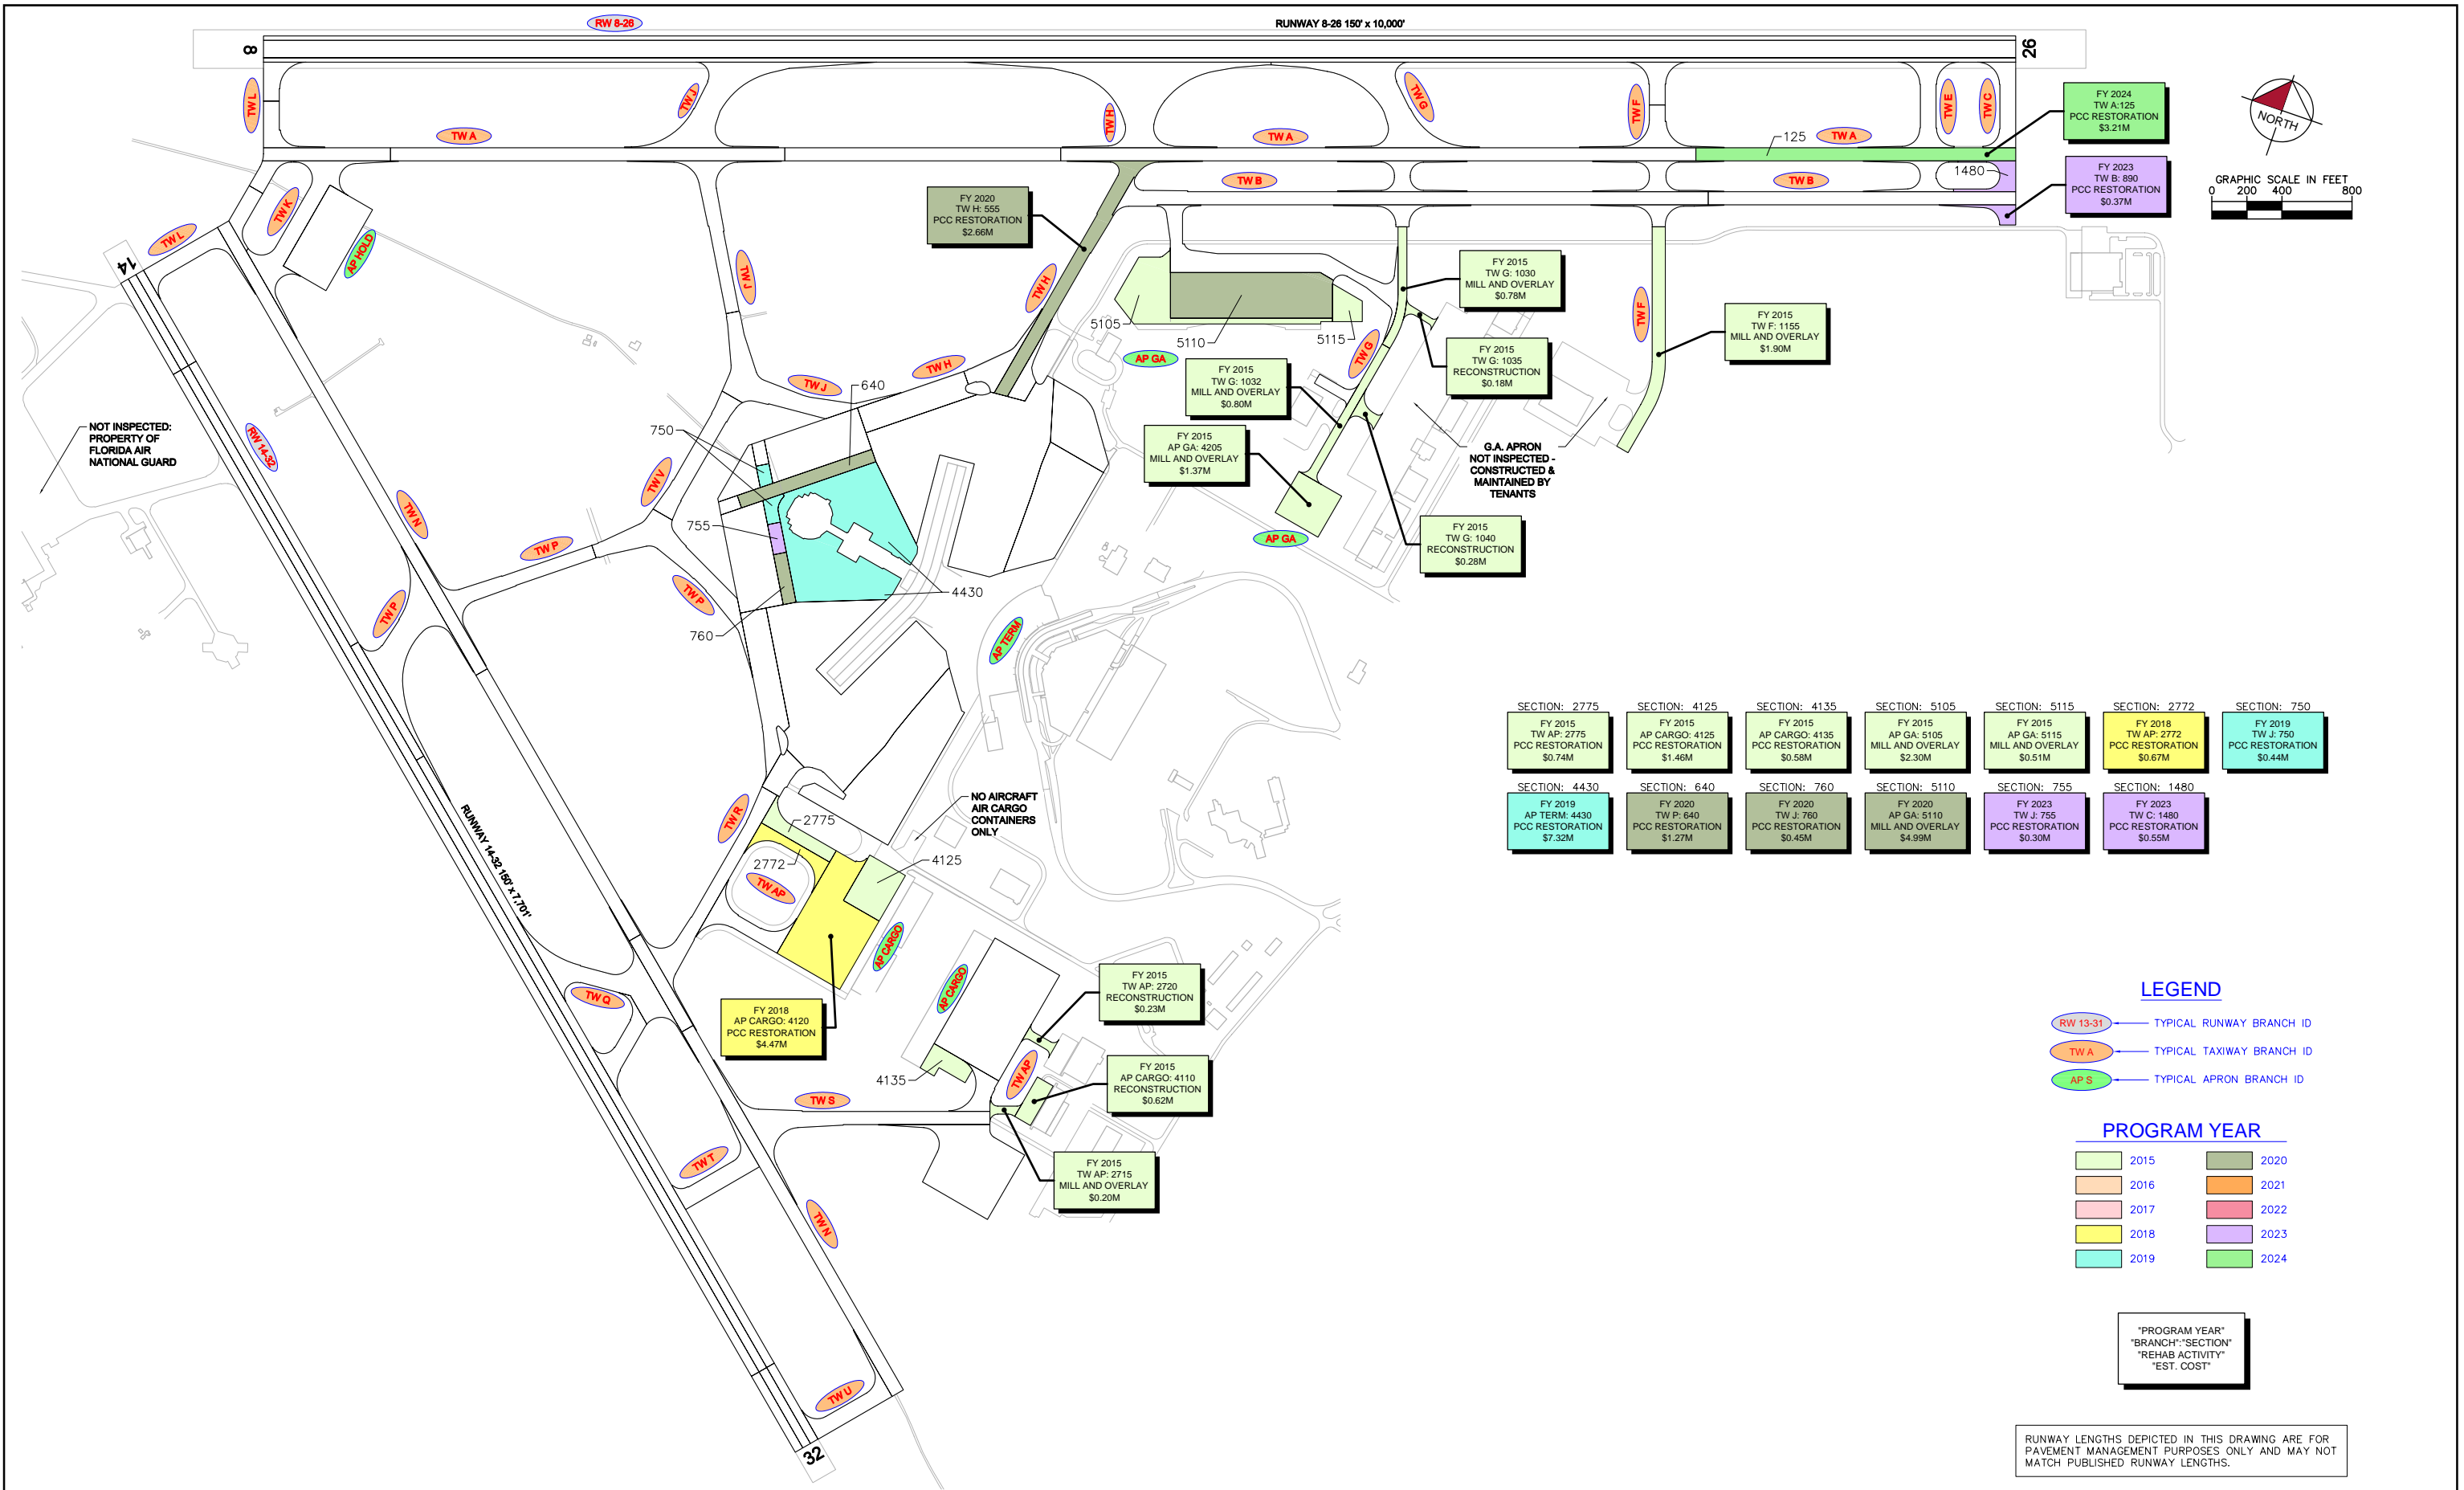 RW 8-26
RUNWAY 8-26 150' x 10,000'
8
26
TW L
TW J
TW H
TW G
TW F
TW E
TW C
TW A
TW A
125
TW A
FY 2024
TW A:125
PCC RESTORATION
$3.21M
NORTH
1480
FY 2023
TW B: 890
PCC RESTORATION
$0.37M
GRAPHIC SCALE IN FEET
0 200 400 800
TW B
TW B
TW K
TW L
AP HOLD
14
FY 2020
TW H: 555
PCC RESTORATION
$2.66M
TW J
TW H
5105
5110
5115
AP GA
TW G
TW F
FY 2015
TW G: 1030
MILL AND OVERLAY
$0.78M
FY 2015
TW F: 1155
MILL AND OVERLAY
$1.90M
FY 2015
TW G: 1035
RECONSTRUCTION
$0.18M
FY 2015
TW G: 1032
MILL AND OVERLAY
$0.80M
TW H
TW J
640
NOT INSPECTED:
PROPERTY OF
FLORIDA AIR
NATIONAL GUARD
RW 14-32
750
FY 2015
AP GA: 4205
MILL AND OVERLAY
$1.37M
G.A. APRON
NOT INSPECTED -
CONSTRUCTED &
MAINTAINED BY
TENANTS
TW V
TW N
755
TW P
AP GA
FY 2015
TW G: 1040
RECONSTRUCTION
$0.28M
TW P
TW P
4430
760
AP TERM
SECTION: 2775
FY 2015
TW AP: 2775
PCC RESTORATION
$0.74M
SECTION: 4125
FY 2015
AP CARGO: 4125
PCC RESTORATION
$1.46M
SECTION: 4135
FY 2015
AP CARGO: 4135
PCC RESTORATION
$0.58M
SECTION: 5105
FY 2015
AP GA: 5105
MILL AND OVERLAY
$2.30M
SECTION: 5115
FY 2015
AP GA: 5115
MILL AND OVERLAY
$0.51M
SECTION: 2772
FY 2018
TW AP: 2772
PCC RESTORATION
$0.67M
SECTION: 750
FY 2019
TW J: 750
PCC RESTORATION
$0.44M
SECTION: 4430
FY 2019
AP TERM: 4430
PCC RESTORATION
$7.32M
SECTION: 640
FY 2020
TW P: 640
PCC RESTORATION
$1.27M
SECTION: 760
FY 2020
TW J: 760
PCC RESTORATION
$0.45M
SECTION: 5110
FY 2020
AP GA: 5110
MILL AND OVERLAY
$4.99M
SECTION: 755
FY 2023
TW J: 755
PCC RESTORATION
$0.30M
SECTION: 1480
FY 2023
TW C: 1480
PCC RESTORATION
$0.55M
RUNWAY 14-32 150' x 7,701'
TW R
2775
2772
TW AP
NO AIRCRAFT
AIR CARGO
CONTAINERS
ONLY
4125
AP CARGO
AP CARGO
TW Q
FY 2018
AP CARGO: 4120
PCC RESTORATION
$4.47M
FY 2015
TW AP: 2720
RECONSTRUCTION
$0.23M
4135
TW AP
FY 2015
AP CARGO: 4110
RECONSTRUCTION
$0.62M
TW S
FY 2015
TW AP: 2715
MILL AND OVERLAY
$0.20M
TW T
TW N
TW U
32
LEGEND
RW 13-31 TYPICAL RUNWAY BRANCH ID
TW A TYPICAL TAXIWAY BRANCH ID
AP S TYPICAL APRON BRANCH ID
PROGRAM YEAR
2015 2020
2016 2021
2017 2022
2018 2023
2019 2024
"PROGRAM YEAR"
"BRANCH":"SECTION"
"REHAB ACTIVITY"
"EST. COST"
RUNWAY LENGTHS DEPICTED IN THIS DRAWING ARE FOR
PAVEMENT MANAGEMENT PURPOSES ONLY AND MAY NOT
MATCH PUBLISHED RUNWAY LENGTHS.